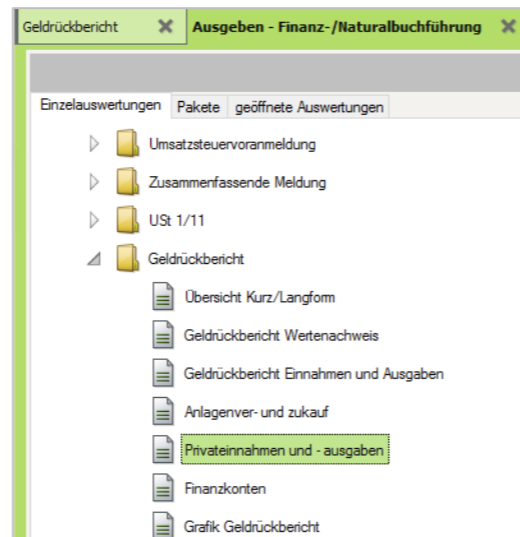 Geldrückbericht
Ausgeben - Finanz-/Naturalbuchführung
Einzelauswertungen Pakete geöffnete Auswertungen
Umsatzsteuervoranmeldung
Zusammenfassende Meldung
USt 1/11
Geldrückbericht
Übersicht Kurz/Langform
Geldrückbericht Wertenachweis
Geldrückbericht Einnahmen und Ausgaben
Anlagenver- und zukauf
Privateinnahmen und - ausgaben
Finanzkonten
Grafik Geldrückbericht